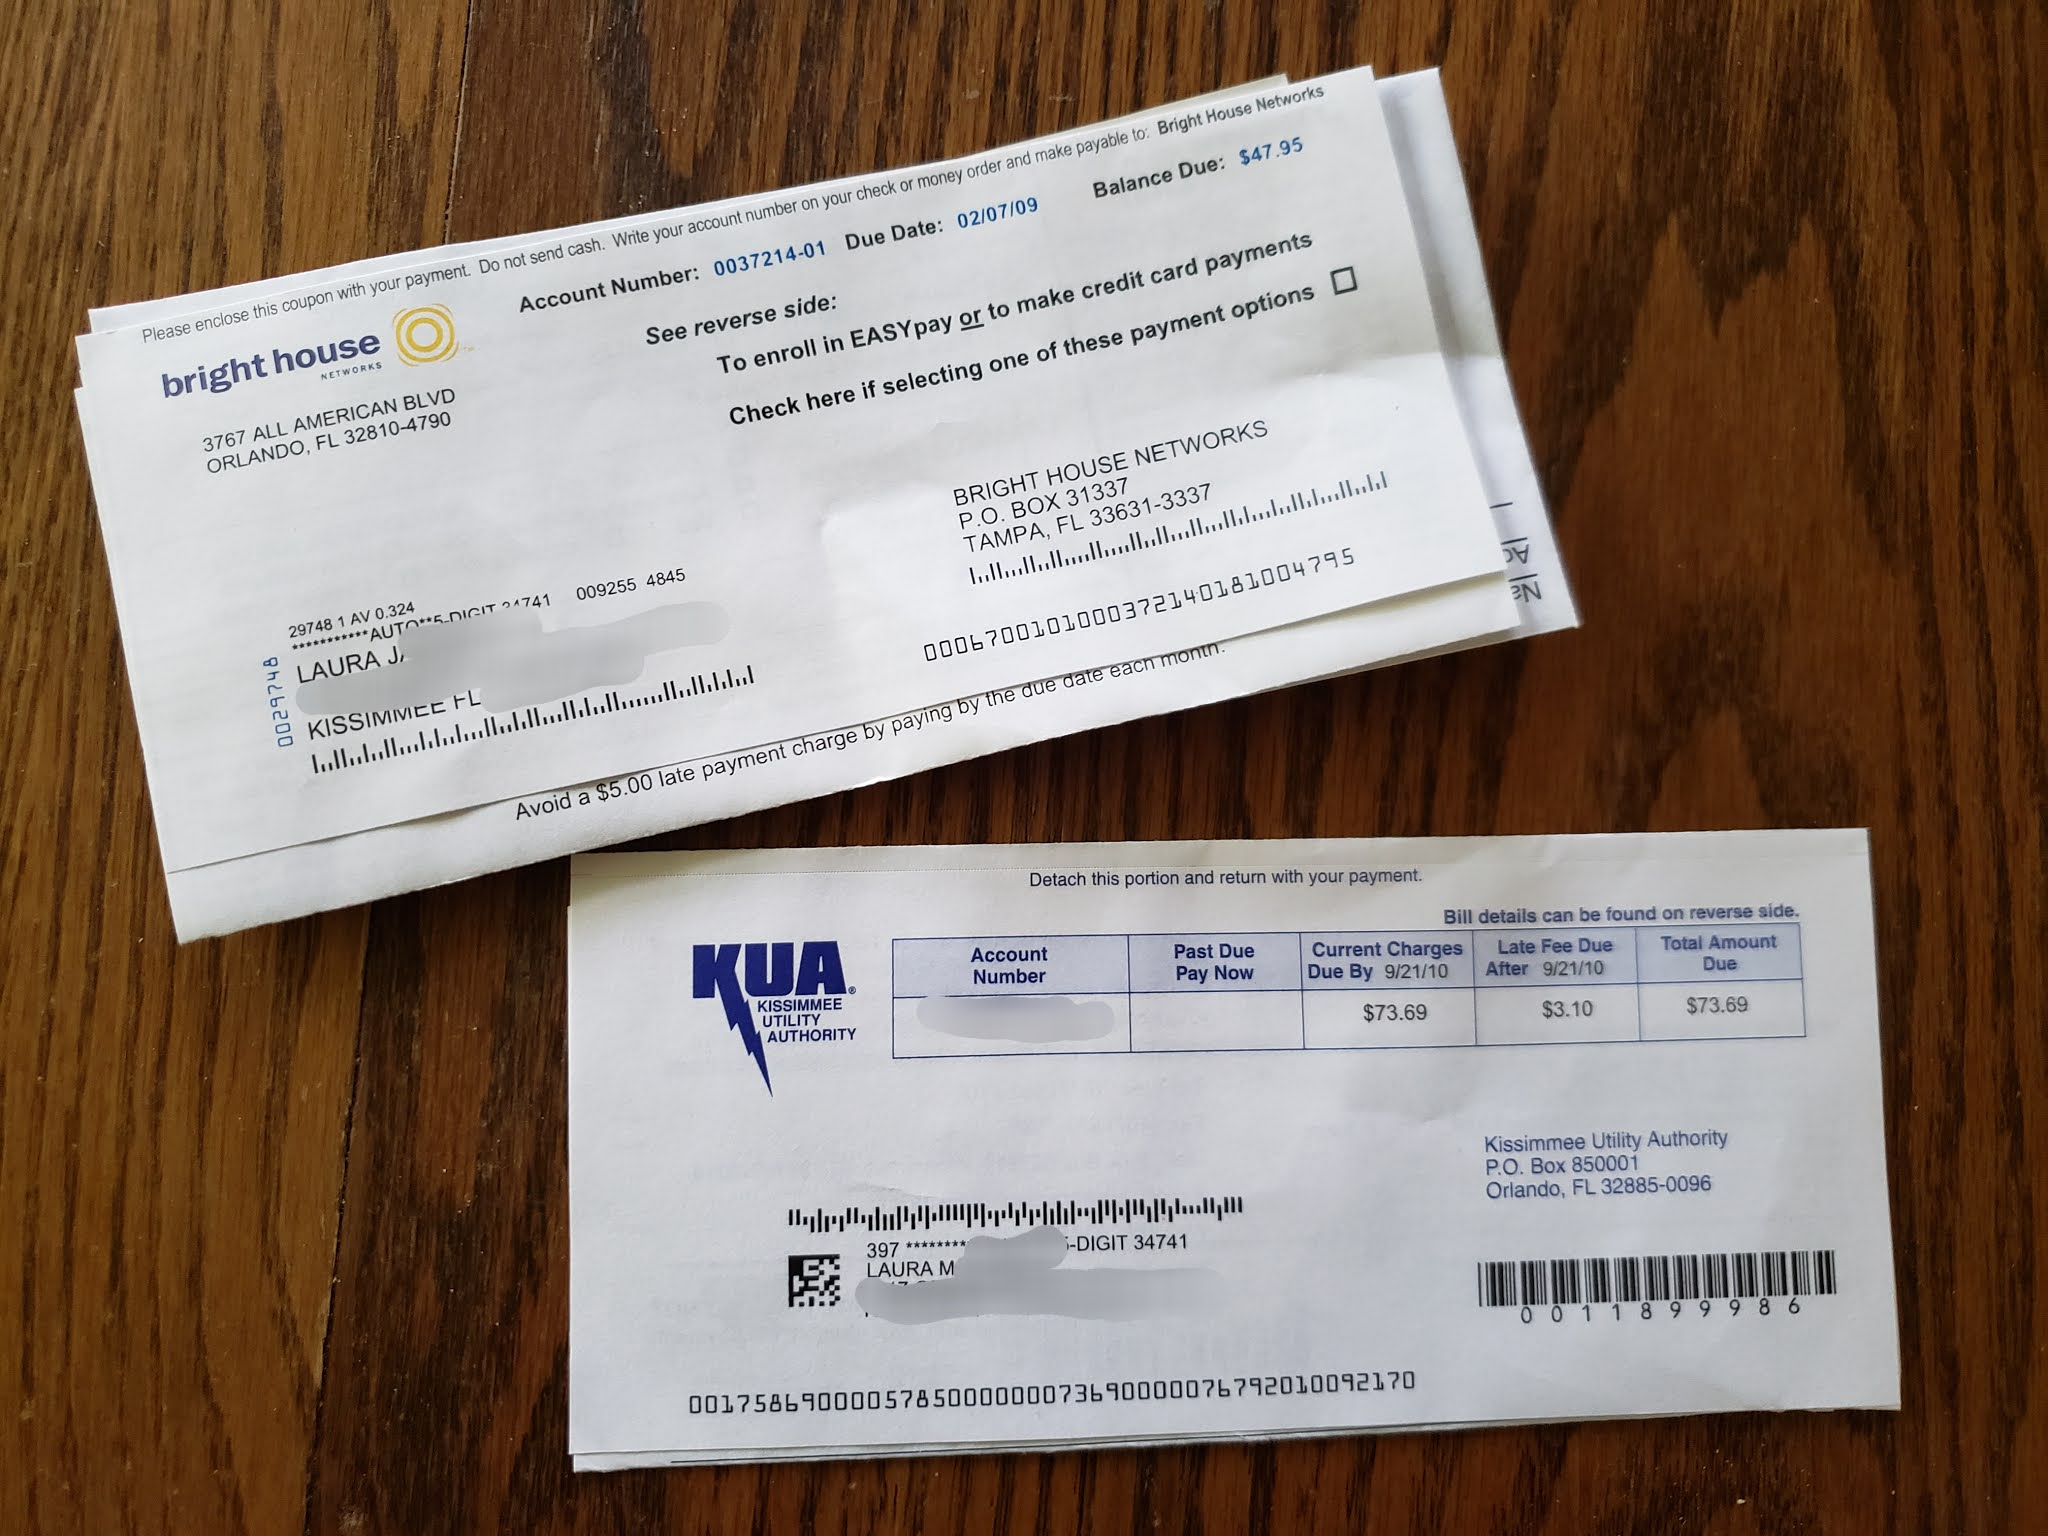 Please enclose this coupon with your payment. Do not send cash. Write your account number on your check or money order and make payable to: Bright House Networks
bright house
NETWORKS
Account Number: 0037214-01 Due Date: 02/07/09 Balance Due: $47.95
See reverse side:
To enroll in EASYpay or to make credit card payments
Check here if selecting one of these payment options
3767 ALL AMERICAN BLVD
ORLANDO, FL 32810-4790
BRIGHT HOUSE NETWORKS
P.O. BOX 31337
TAMPA, FL 33631-3337
29748 1 AV 0.324
***********AUTO**5-DIGIT 34741 009255 4845
LAURA
KISSIMMEE FL
0029748
0006700101000372140181004795
Avoid a $5.00 late payment charge by paying by the due date each month.
Detach this portion and return with your payment.
Bill details can be found on reverse side.
KUA®
KISSIMMEE
UTILITY
AUTHORITY
Account Number
Past Due Pay Now
Current Charges Due By 9/21/10
Late Fee Due After 9/21/10
Total Amount Due
$73.69 $3.10 $73.69
Kissimmee Utility Authority
P.O. Box 850001
Orlando, FL 32885-0096
397 ********* 5-DIGIT 34741
LAURA M
0011899986
0017586900005785000000073690000076792010092170